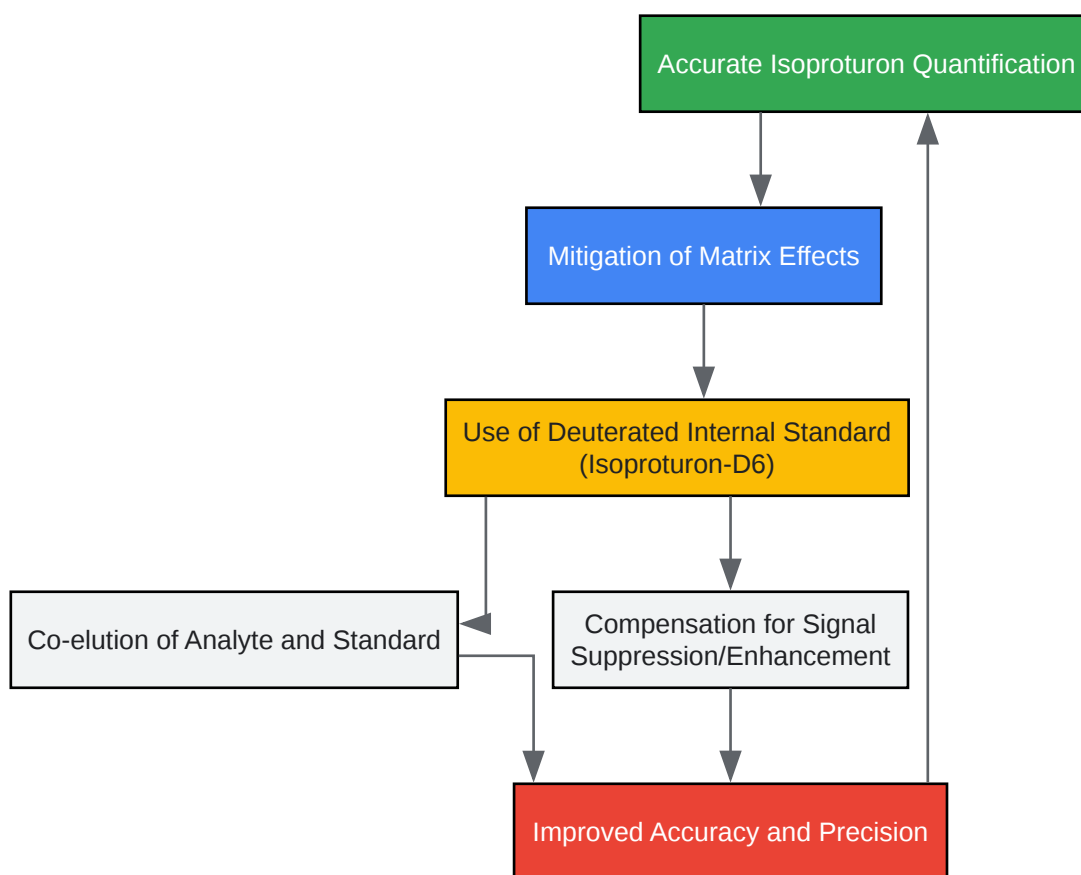 Accurate Isoproturon Quantification
Mitigation of Matrix Effects
Use of Deuterated Internal Standard
(Isoproturon-D6)
Co-elution of Analyte and Standard
Compensation for Signal
Suppression/Enhancement
Improved Accuracy and Precision